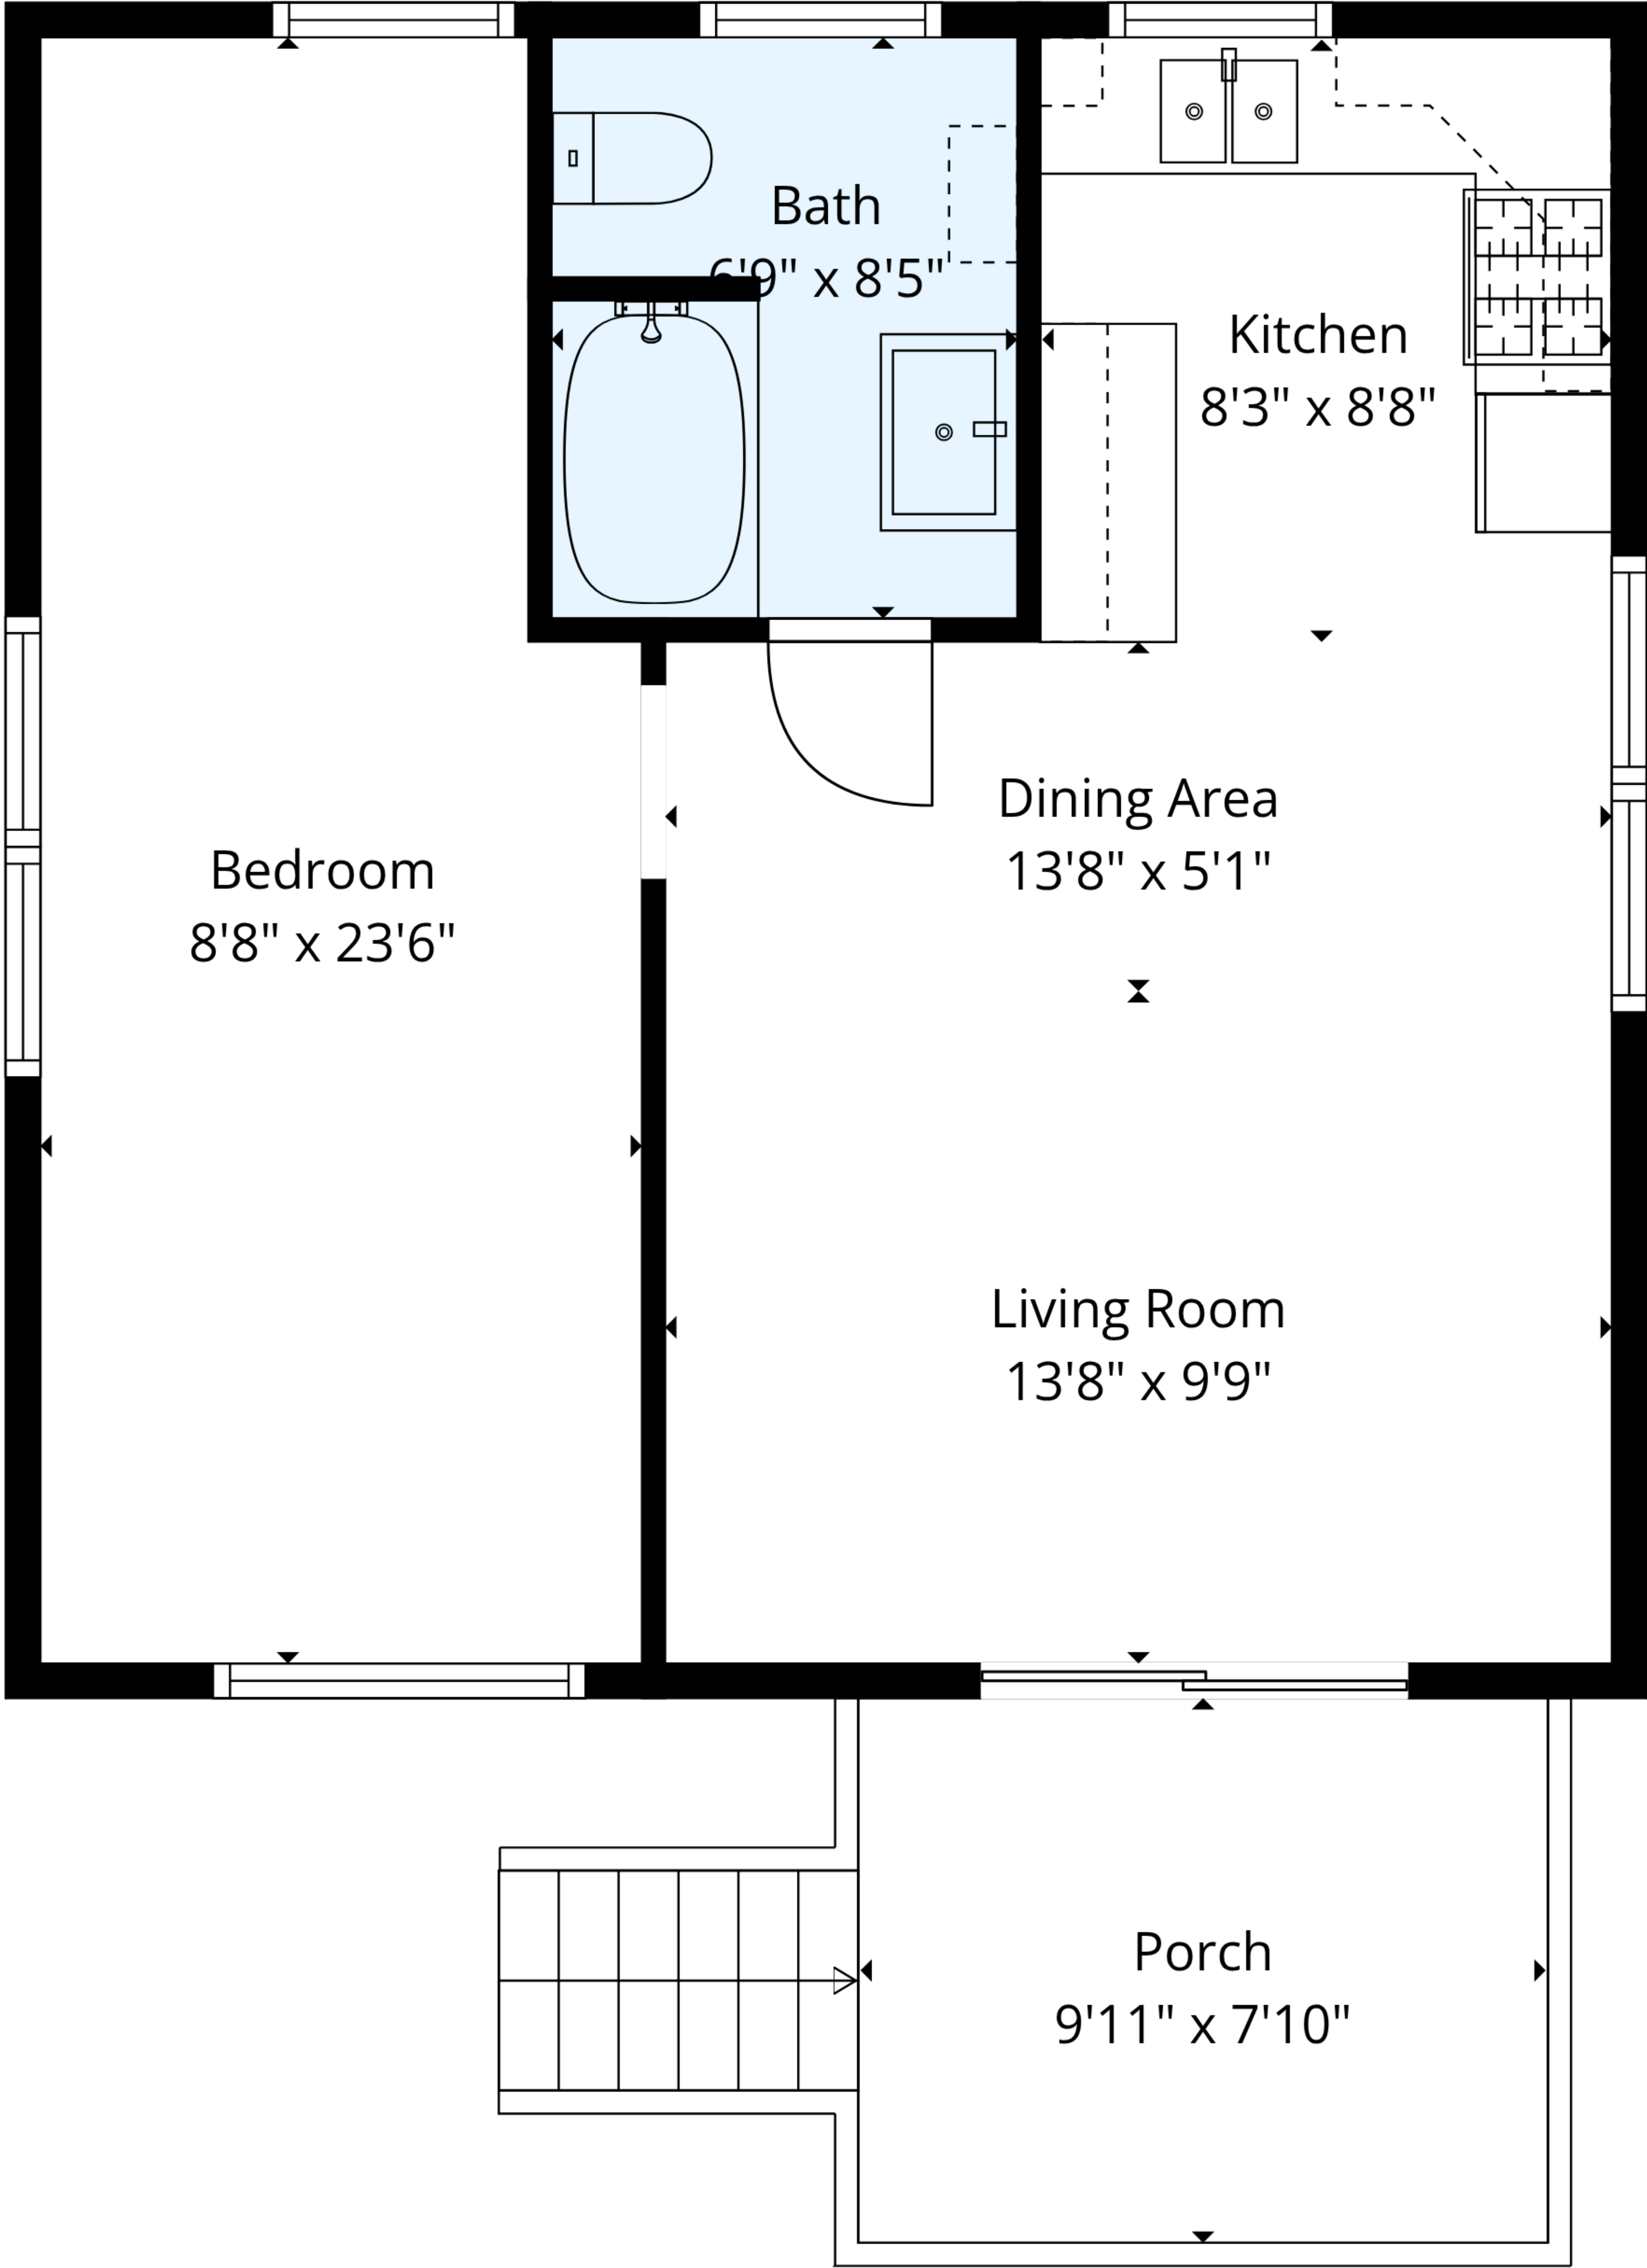 Bath
6'9" x 8'5"
Kitchen
8'3" x 8'8"
Dining Area
13'8" x 5'1"
Bedroom
8'8" x 23'6"
Living Room
13'8" x 9'9"
Porch
9'11" x 7'10"